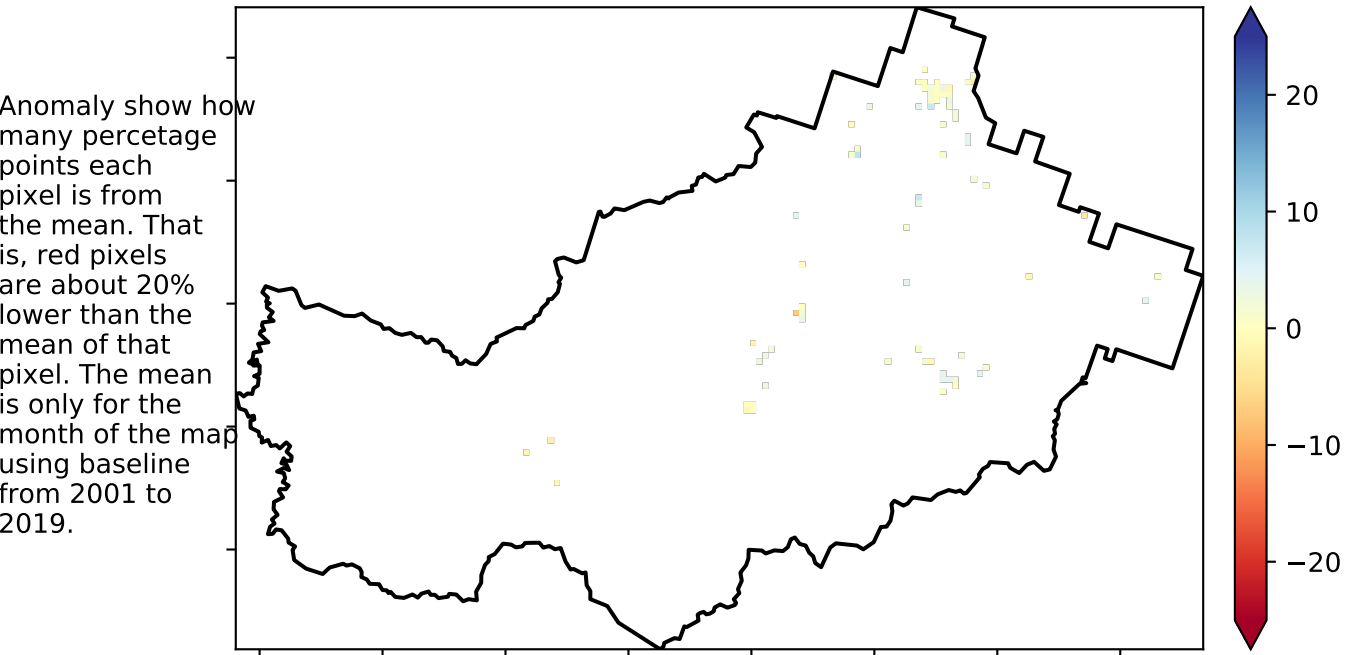 Anomaly show how
many percetage
points each
pixel is from
the mean. That
is, red pixels
are about 20%
lower than the
mean of that
pixel. The mean
is only for the
month of the map
using baseline
from 2001 to
2019.
20
10
0
−10
−20